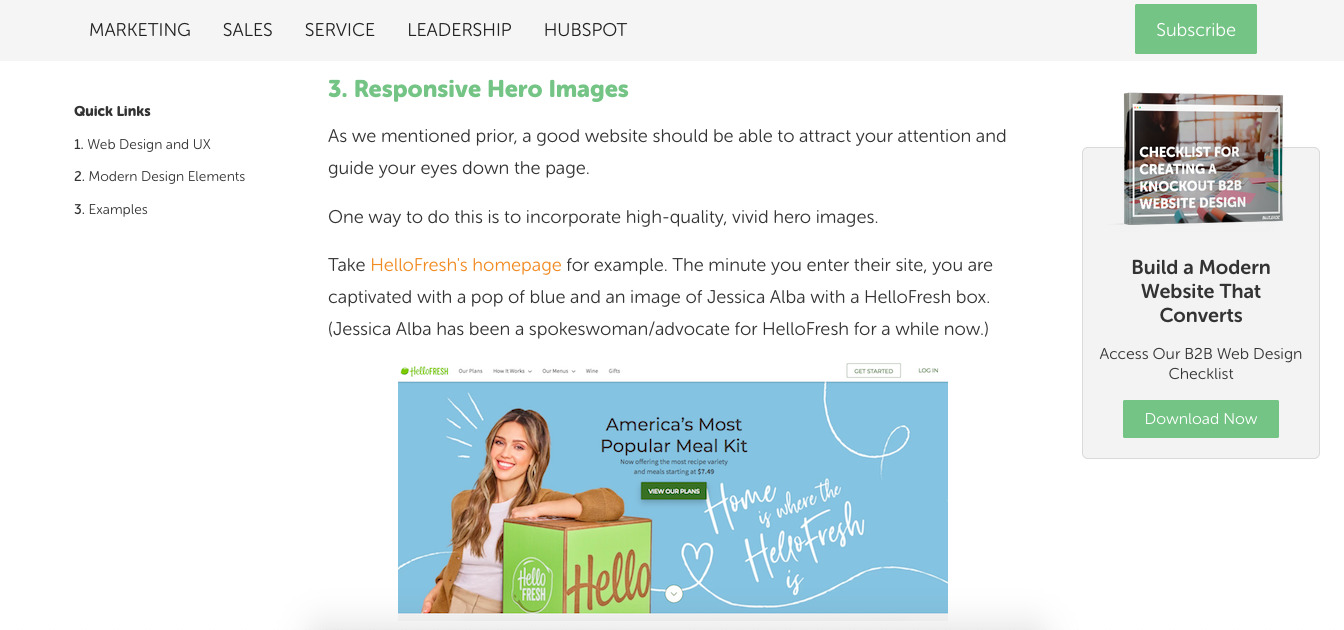 MARKETING SALES SERVICE LEADERSHIP HUBSPOT Subscribe
Quick Links
1. Web Design and UX
2. Modern Design Elements
3. Examples
3. Responsive Hero Images
As we mentioned prior, a good website should be able to attract your attention and
guide your eyes down the page.
One way to do this is to incorporate high-quality, vivid hero images.
Take HelloFresh's homepage for example. The minute you enter their site, you are
captivated with a pop of blue and an image of Jessica Alba with a HelloFresh box.
(Jessica Alba has been a spokeswoman/advocate for HelloFresh for a while now.)
HelloFRESH Our Plans How It Works Our Menus Wine Gifts GET STARTED LOG IN
America's Most
Popular Meal Kit
Now offering the most recipe variety
and meals starting at $7.49
VIEW OUR PLANS
Home
is where the
HelloFresh
is
Hello
FRESH
Hello
CHECKLIST FOR
CREATING A
KNOCKOUT B2B
WEBSITE DESIGN
Build a Modern
Website That
Converts
Access Our B2B Web Design
Checklist
Download Now